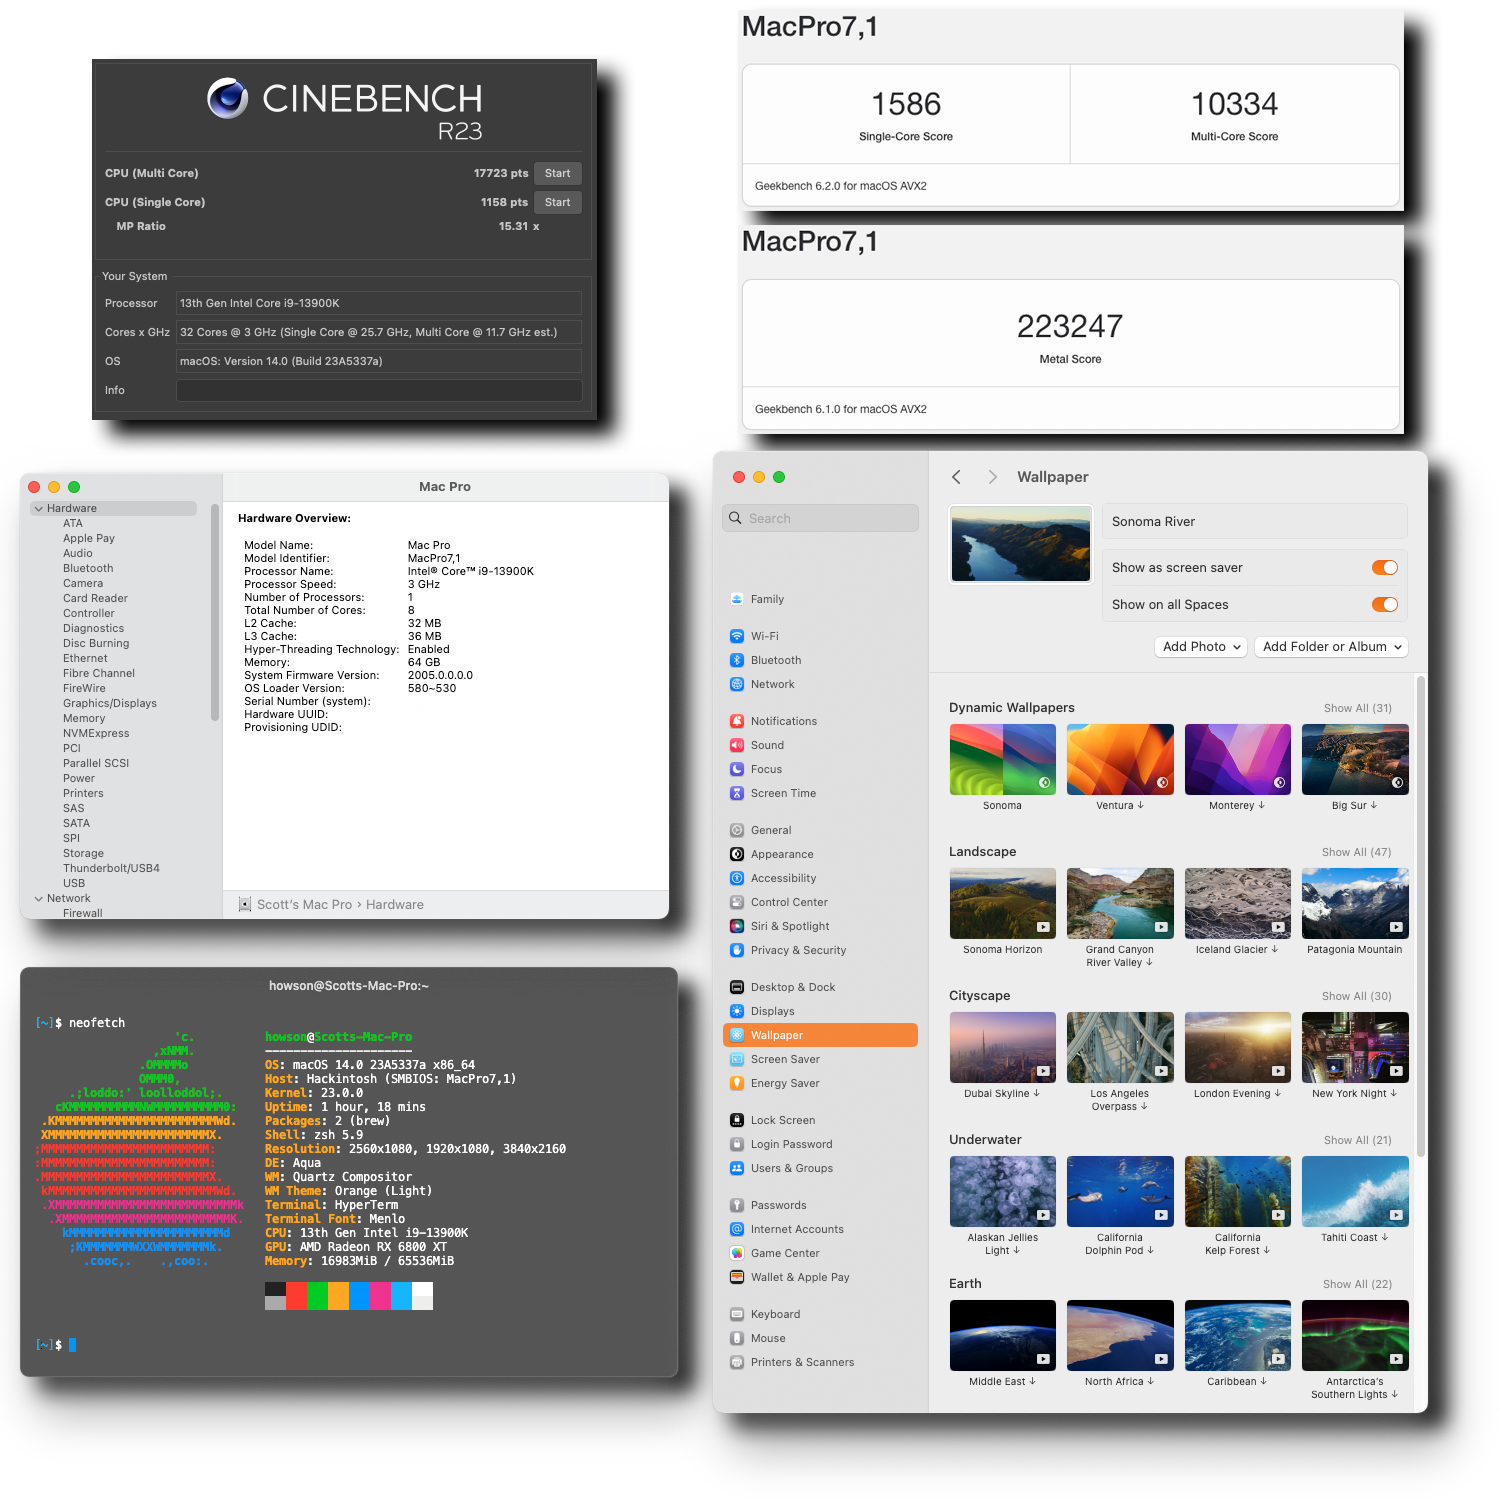 CINEBENCH
R23
CPU (Multi Core) 17723 pts Start
CPU (Single Core) 1158 pts Start
MP Ratio 15.31 x
Your System
Processor 13th Gen Intel Core i9-13900K
Cores x GHz 32 Cores @ 3 GHz (Single Core @ 25.7 GHz, Multi Core @ 11.7 GHz est.)
OS macOS: Version 14.0 (Build 23A5337a)
Info
MacPro7,1
1586 10334
Single-Core Score Multi-Core Score
Geekbench 6.2.0 for macOS AVX2
MacPro7,1
223247
Metal Score
Geekbench 6.1.0 for macOS AVX2
Mac Pro
Hardware
ATA
Apple Pay
Audio
Bluetooth
Camera
Card Reader
Controller
Diagnostics
Disc Burning
Ethernet
Fibre Channel
FireWire
Graphics/Displays
Memory
NVMExpress
PCI
Parallel SCSI
Power
Printers
SAS
SATA
SPI
Storage
Thunderbolt/USB4
USB
Network
Firewall
Hardware Overview:
Model Name: Mac Pro
Model Identifier: MacPro7,1
Processor Name: Intel® Core™ i9-13900K
Processor Speed: 3 GHz
Number of Processors: 1
Total Number of Cores: 8
L2 Cache: 32 MB
L3 Cache: 36 MB
Hyper-Threading Technology: Enabled
Memory: 64 GB
System Firmware Version: 2005.0.0.0.0
OS Loader Version: 580~530
Serial Number (system):
Hardware UUID:
Provisioning UDID:
Scott's Mac Pro › Hardware
howson@Scotts-Mac-Pro:~
[~]$ neofetch
howson@Scotts-Mac-Pro
---------------------
OS: macOS 14.0 23A5337a x86_64
Host: Hackintosh (SMBIOS: MacPro7,1)
Kernel: 23.0.0
Uptime: 1 hour, 18 mins
Packages: 2 (brew)
Shell: zsh 5.9
Resolution: 2560x1080, 1920x1080, 3840x2160
DE: Aqua
WM: Quartz Compositor
WM Theme: Orange (Light)
Terminal: HyperTerm
Terminal Font: Menlo
CPU: 13th Gen Intel i9-13900K
GPU: AMD Radeon RX 6800 XT
Memory: 16983MiB / 65536MiB
[~]$
Search
Family
Wi-Fi
Bluetooth
Network
Notifications
Sound
Focus
Screen Time
General
Appearance
Accessibility
Control Center
Siri & Spotlight
Privacy & Security
Desktop & Dock
Displays
Wallpaper
Screen Saver
Energy Saver
Lock Screen
Login Password
Users & Groups
Passwords
Internet Accounts
Game Center
Wallet & Apple Pay
Keyboard
Mouse
Printers & Scanners
Wallpaper
Sonoma River
Show as screen saver
Show on all Spaces
Add Photo Add Folder or Album
Dynamic Wallpapers Show All (31)
Sonoma Ventura ↓ Monterey ↓ Big Sur ↓
Landscape Show All (47)
Sonoma Horizon Grand Canyon Iceland Glacier ↓ Patagonia Mountain
River Valley ↓
Cityscape Show All (30)
Dubai Skyline ↓ Los Angeles London Evening ↓ New York Night ↓
Overpass ↓
Underwater Show All (21)
Alaskan Jellies California California Tahiti Coast ↓
Light ↓ Dolphin Pod ↓ Kelp Forest ↓
Earth Show All (22)
Middle East ↓ North Africa ↓ Caribbean ↓ Antarctica's
Southern Lights ↓